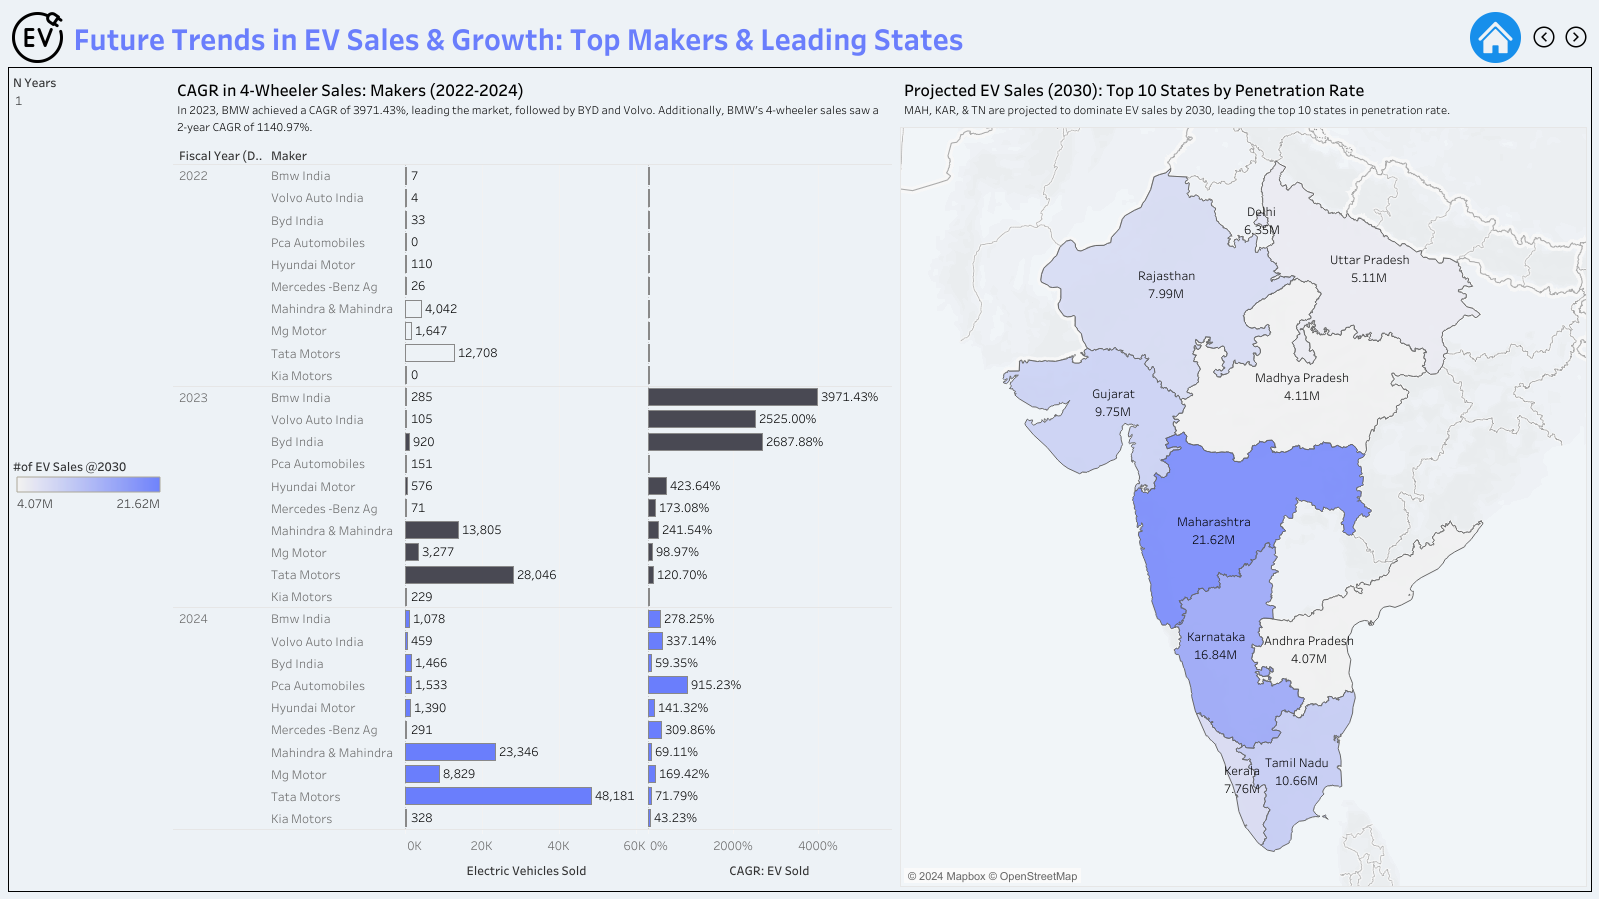 EV
Future Trends in EV Sales & Growth: Top Makers & Leading States
N Years
1
#of EV Sales @2030
4.07M 21.62M
CAGR in 4-Wheeler Sales: Makers (2022-2024)
In 2023, BMW achieved a CAGR of 3971.43%, leading the market, followed by BYD and Volvo. Additionally, BMW's 4-wheeler sales saw a
2-year CAGR of 1140.97%.
Fiscal Year (D.. Maker
2022 Bmw India 7
Volvo Auto India 4
Byd India 33
Pca Automobiles 0
Hyundai Motor 110
Mercedes -Benz Ag 26
Mahindra & Mahindra 4,042
Mg Motor 1,647
Tata Motors 12,708
Kia Motors 0
2023 Bmw India 285 3971.43%
Volvo Auto India 105 2525.00%
Byd India 920 2687.88%
Pca Automobiles 151
Hyundai Motor 576 423.64%
Mercedes -Benz Ag 71 173.08%
Mahindra & Mahindra 13,805 241.54%
Mg Motor 3,277 98.97%
Tata Motors 28,046 120.70%
Kia Motors 229
2024 Bmw India 1,078 278.25%
Volvo Auto India 459 337.14%
Byd India 1,466 59.35%
Pca Automobiles 1,533 915.23%
Hyundai Motor 1,390 141.32%
Mercedes -Benz Ag 291 309.86%
Mahindra & Mahindra 23,346 69.11%
Mg Motor 8,829 169.42%
Tata Motors 48,181 71.79%
Kia Motors 328 43.23%
0K 20K 40K 60K 0% 2000% 4000%
Electric Vehicles Sold CAGR: EV Sold
Projected EV Sales (2030): Top 10 States by Penetration Rate
MAH, KAR, & TN are projected to dominate EV sales by 2030, leading the top 10 states in penetration rate.
Delhi
6.35M
Uttar Pradesh
5.11M
Rajasthan
7.99M
Madhya Pradesh
4.11M
Gujarat
9.75M
Maharashtra
21.62M
Karnataka
16.84M
Andhra Pradesh
4.07M
Tamil Nadu
10.66M
Kerala
7.76M
© 2024 Mapbox © OpenStreetMap